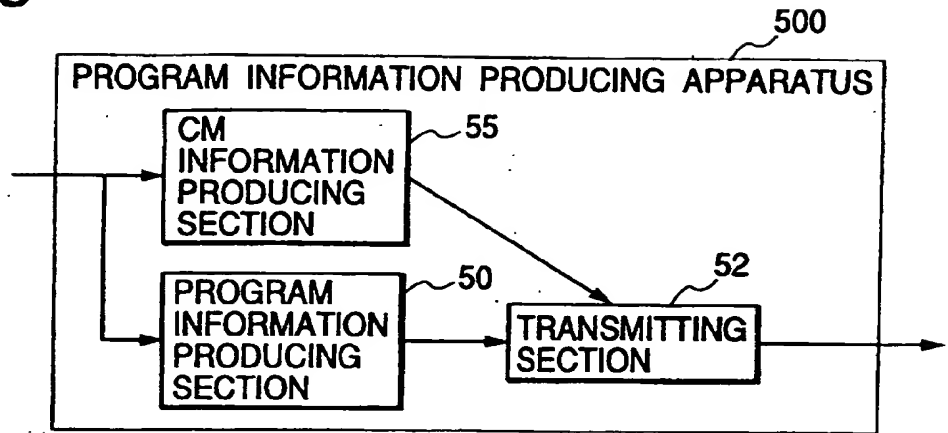 500
PROGRAM INFORMATION PRODUCING APPARATUS
CM
INFORMATION
PRODUCING
SECTION
55
PROGRAM
INFORMATION
PRODUCING
SECTION
50
TRANSMITTING
SECTION
52